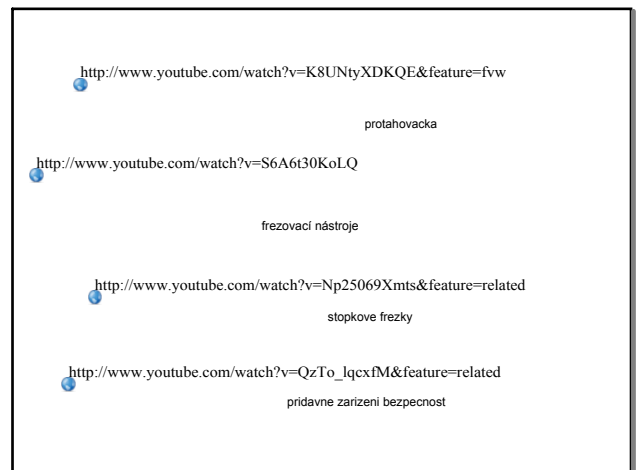 http://www.youtube.com/watch?v=K8UNtyXDKQE&feature=fvw
protahovacka
http://www.youtube.com/watch?v=S6A6t30KoLQ
frezovací nástroje
http://www.youtube.com/watch?v=Np25069Xmts&feature=related
stopkove frezky
http://www.youtube.com/watch?v=QzTo_lqcxfM&feature=related
pridavne zarizeni bezpecnost